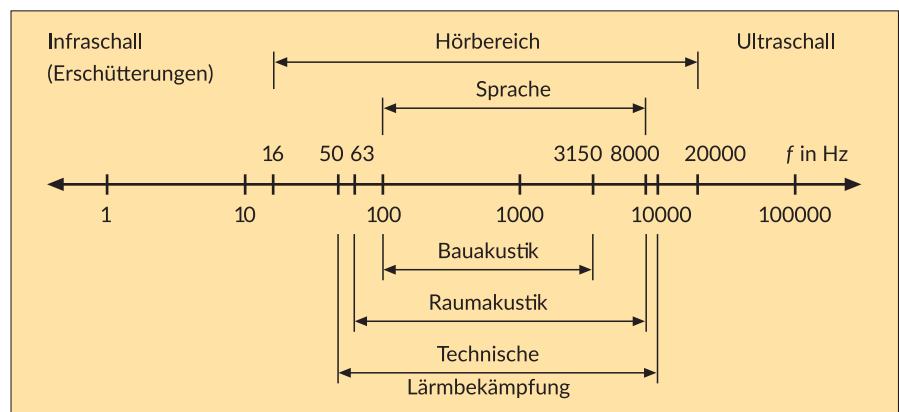 Infraschall
(Erschütterungen)
Hörbereich
Ultraschall
Sprache
16 50 63 3150 8000 20000 f in Hz
1 10 100 1000 10000 100000
Bauakustik
Raumakustik
Technische
Lärmbekämpfung